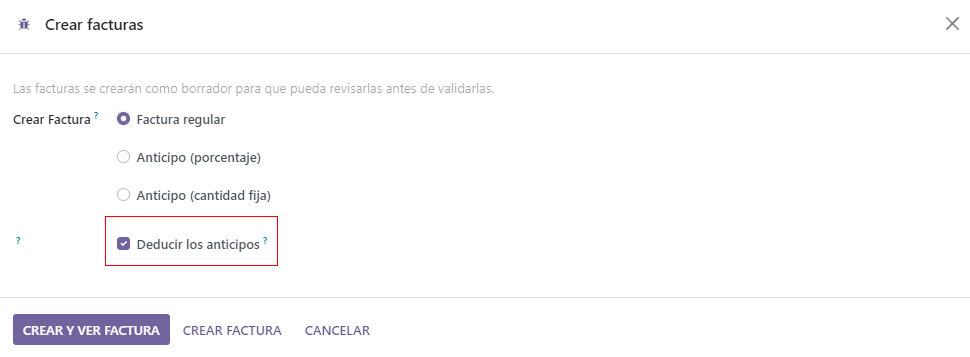 Crear facturas
Las facturas se crearán como borrador para que pueda revisarlas antes de validarlas.
Crear Factura ? Factura regular
Anticipo (porcentaje)
Anticipo (cantidad fija)
? Deducir los anticipos ?
CREAR Y VER FACTURA CREAR FACTURA CANCELAR